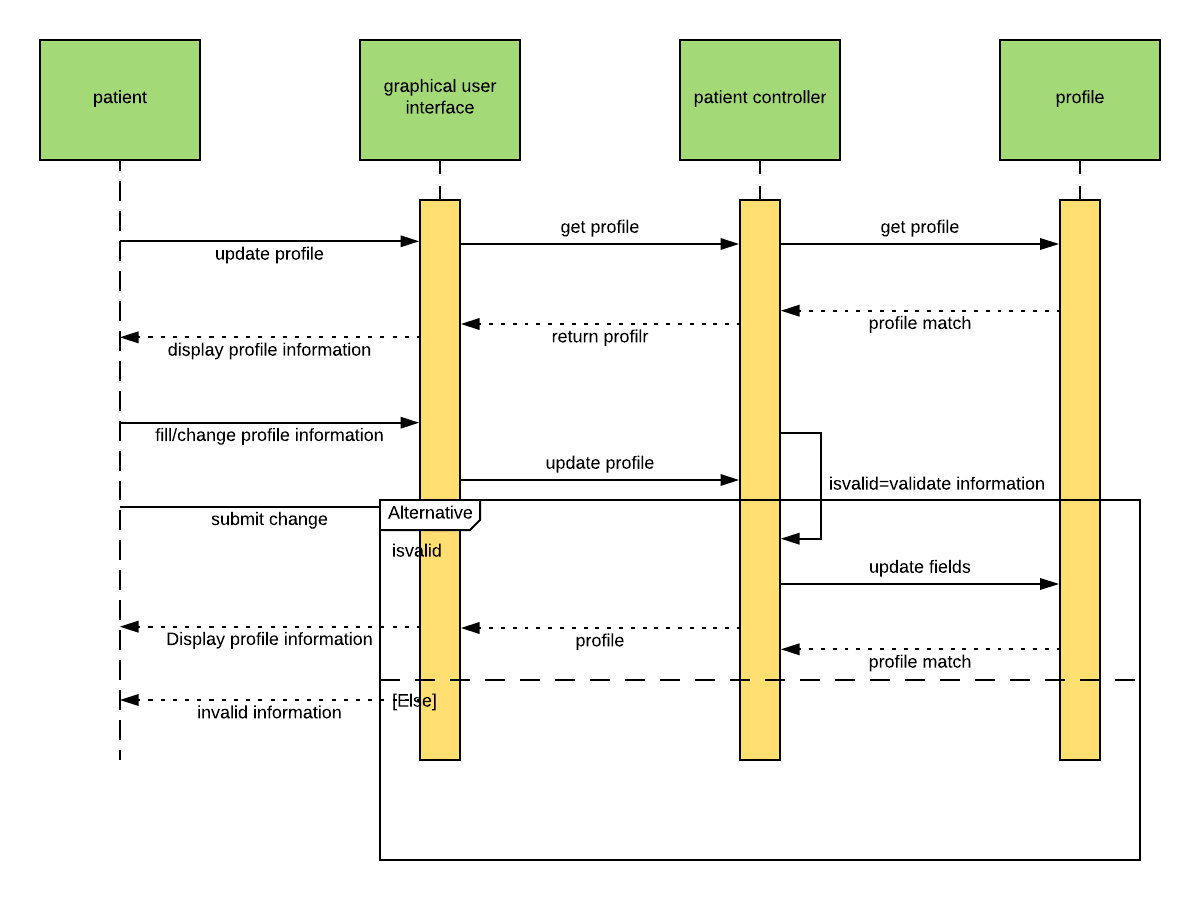 patient
graphical user
interface
patient controller
profile
get profile
get profile
update profile
profile match
return profilr
display profile information
fill/change profile information
update profile
isvalid=validate information
Alternative
submit change
isvalid
update fields
Display profile information
profile
profile match
[Else]
invalid information